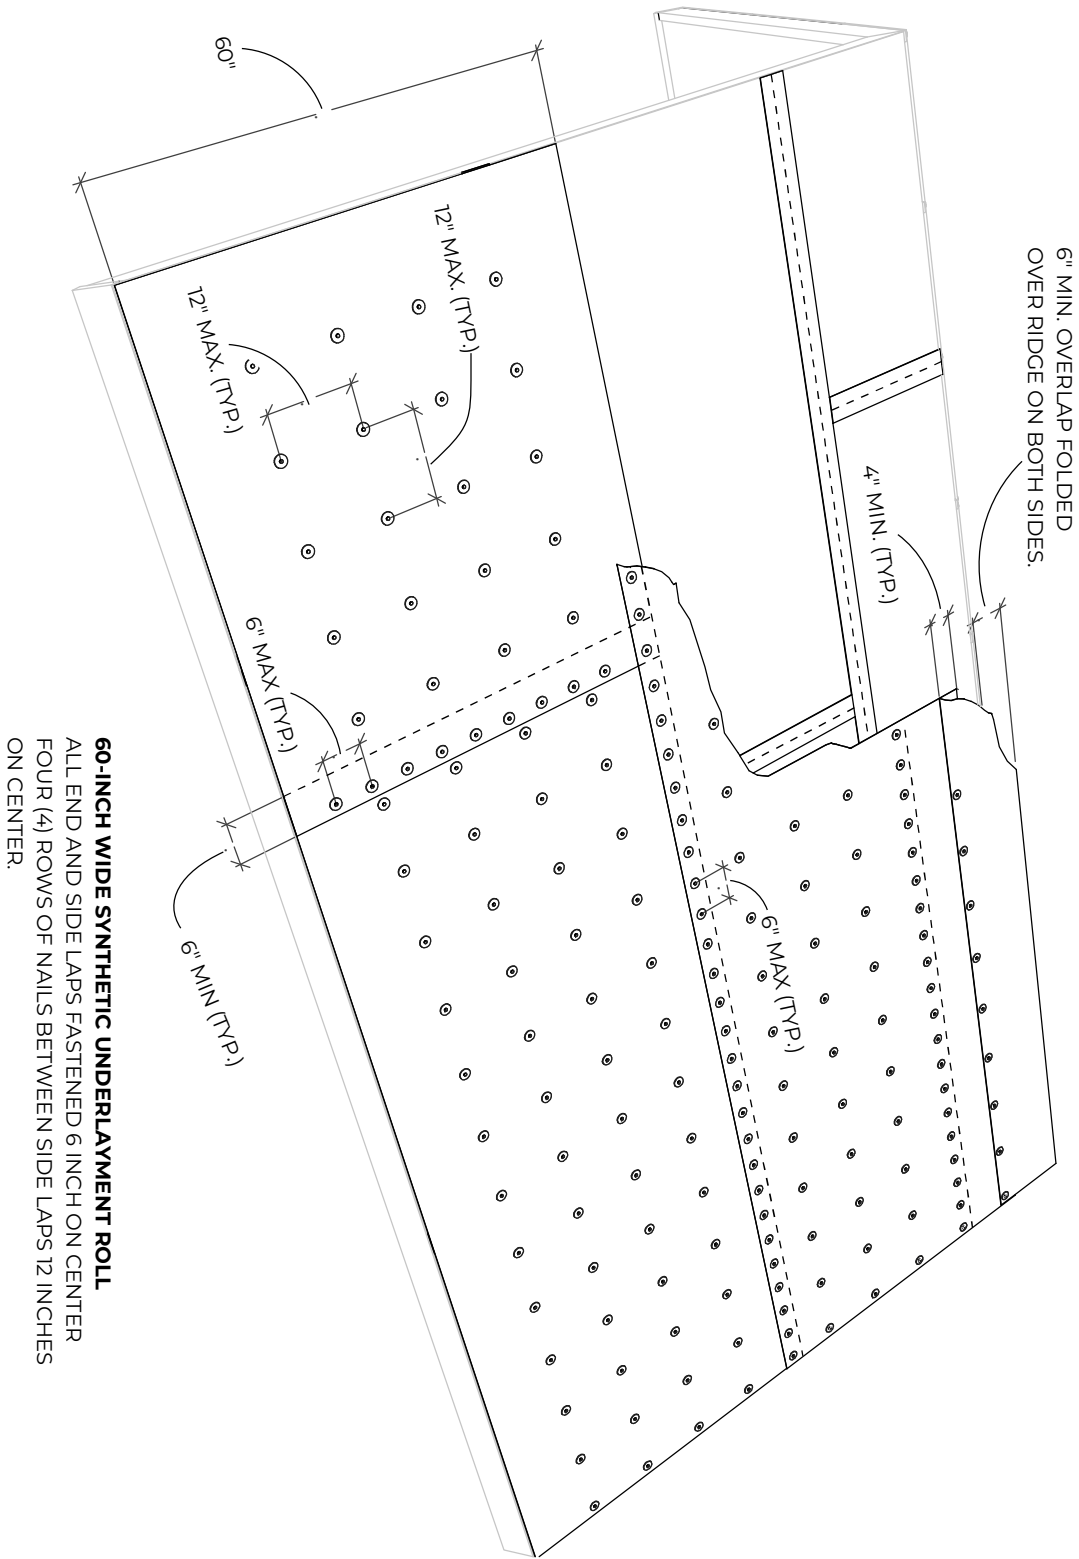 6" MIN. OVERLAP FOLDED
OVER RIDGE ON BOTH SIDES.
4" MIN. (TYP.)
60"
12" MAX. (TYP.)
12" MAX. (TYP.)
6" MAX (TYP.)
6" MAX (TYP.)
6" MIN (TYP.)
60-INCH WIDE SYNTHETIC UNDERLAYMENT ROLL
ALL END AND SIDE LAPS FASTENED 6 INCH ON CENTER
FOUR (4) ROWS OF NAILS BETWEEN SIDE LAPS 12 INCHES
ON CENTER.